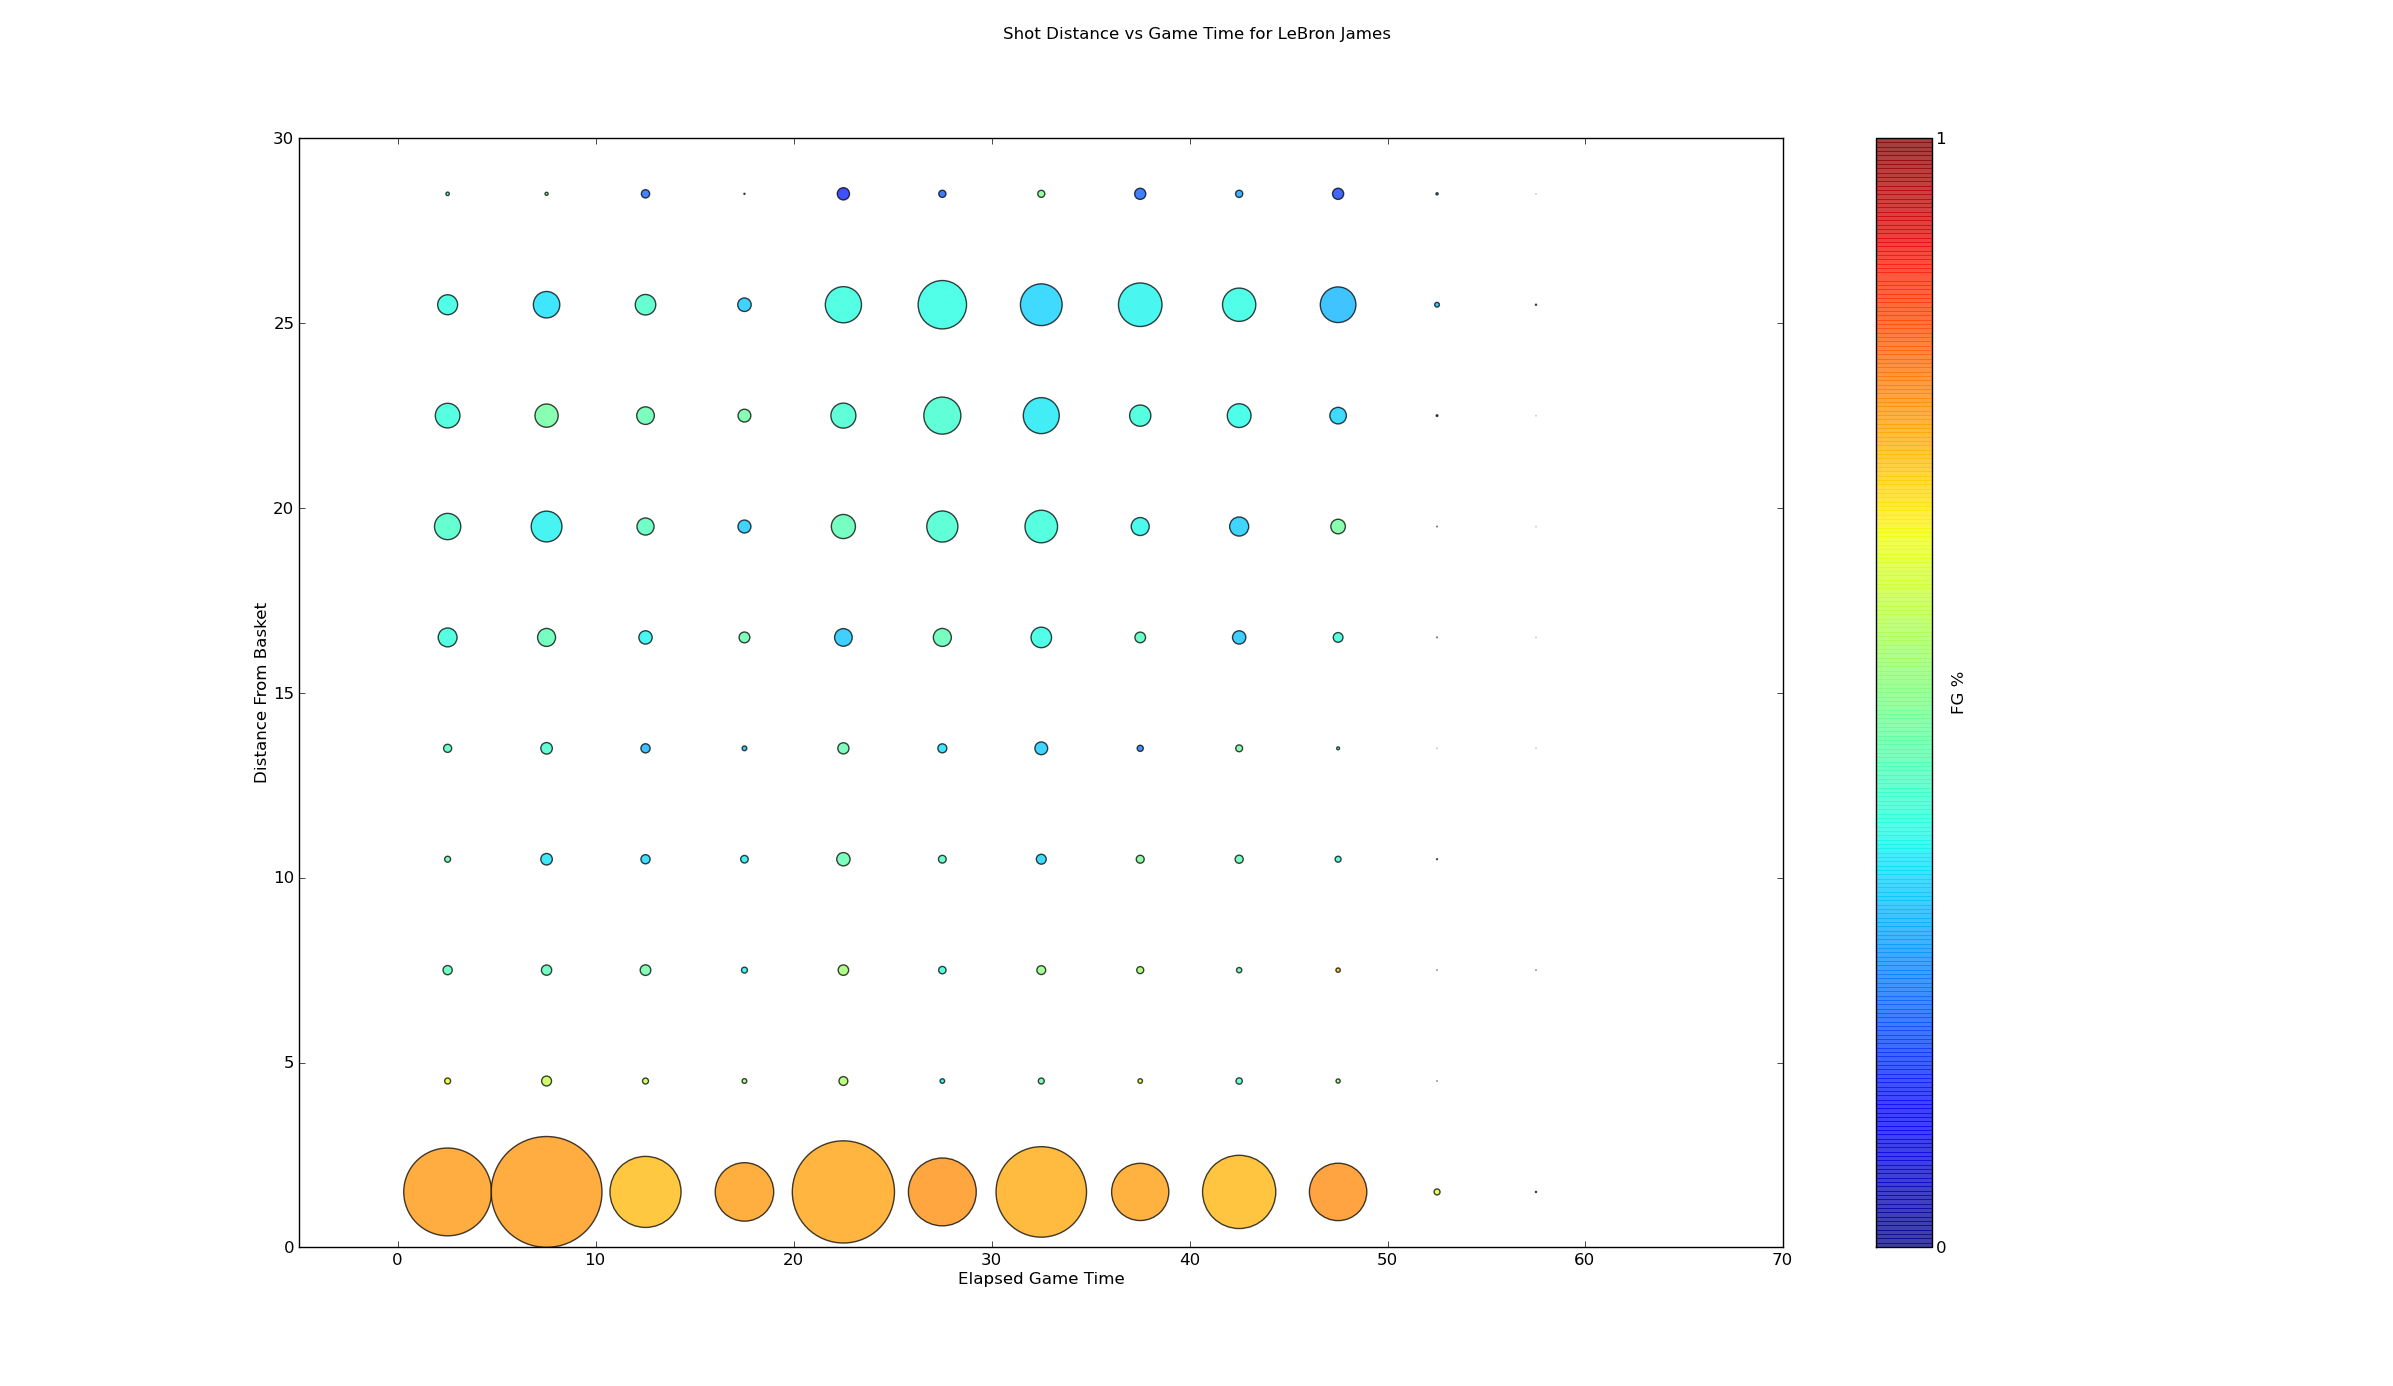 Shot Distance vs Game Time for LeBron James
30
25
20
15
10
5
0
Distance From Basket
0 10 20 30 40 50 60 70
Elapsed Game Time
1
0
FG %